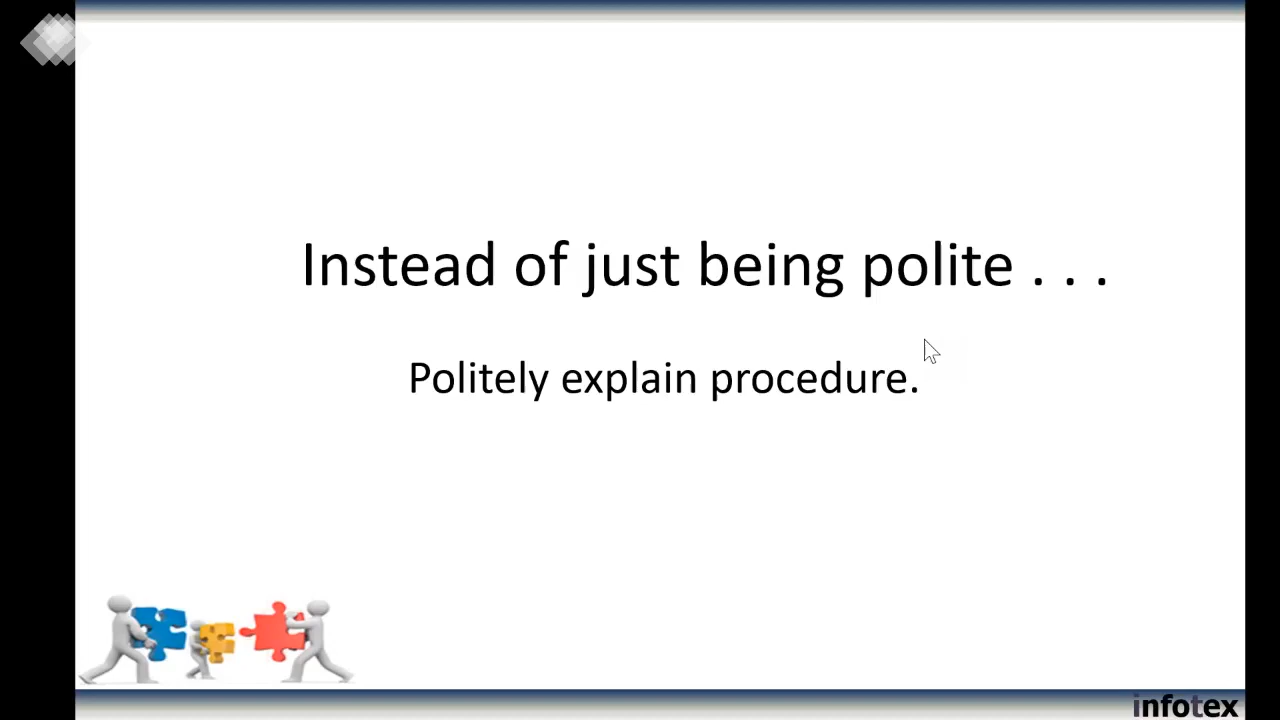 Instead of just being polite . . .
Politely explain procedure.
infotex